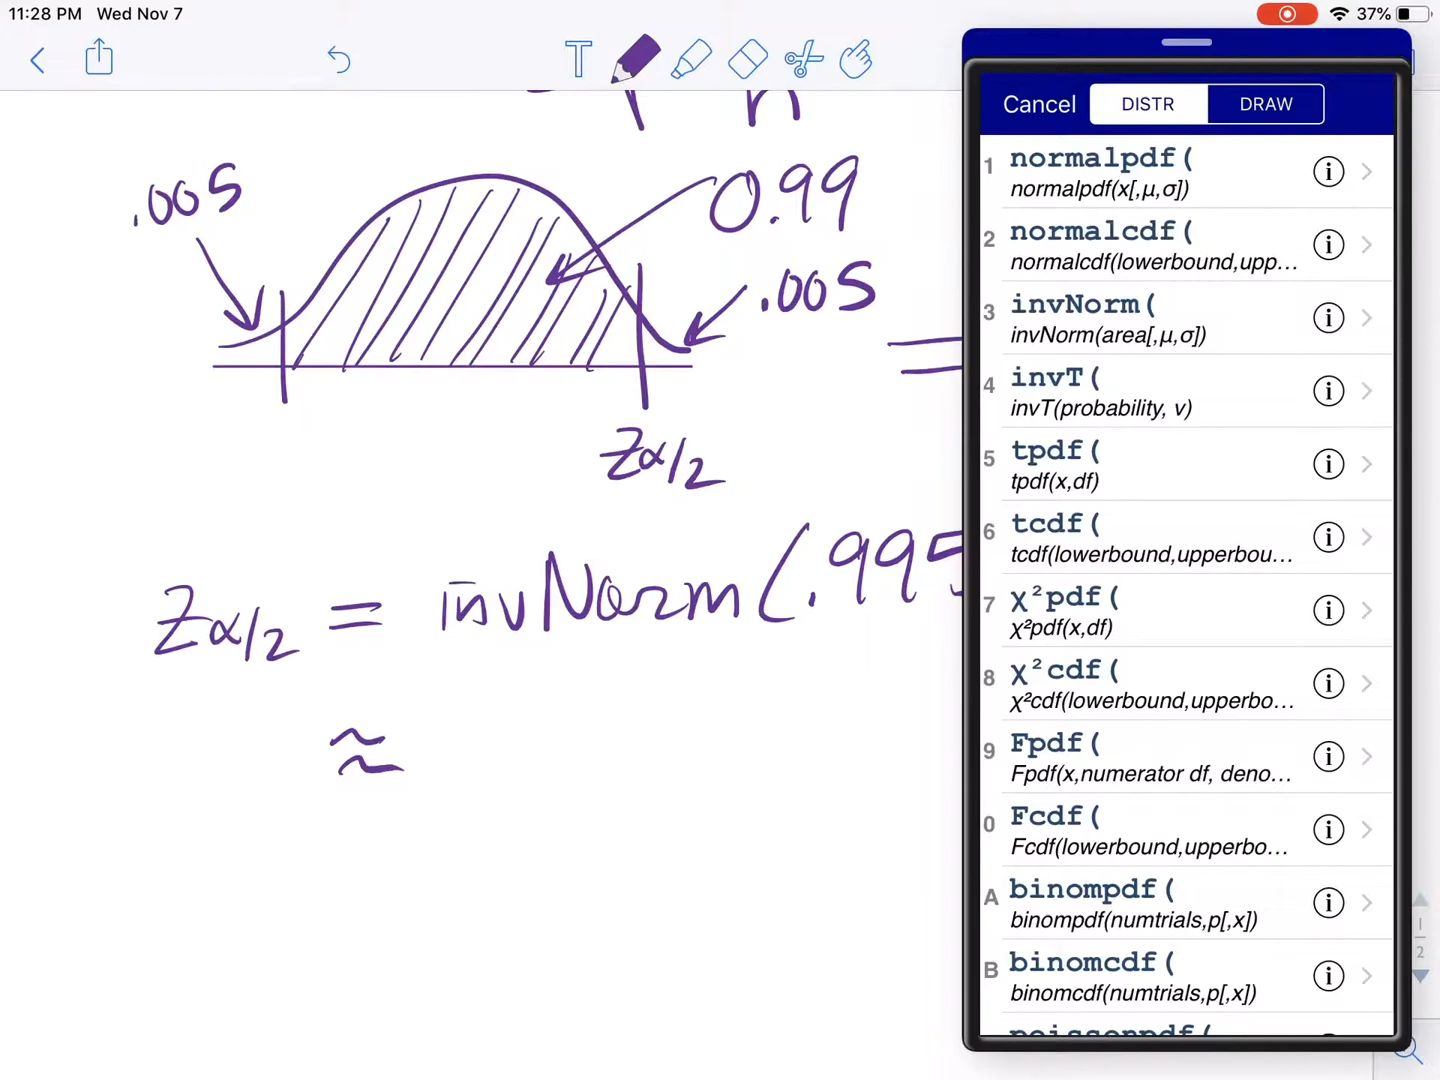 11:28 PM Wed Nov 7
37%
T
n
.005
0.99
.005
Zα/2
Zα/2 = invNorm(.995
≈
=
1
2
Cancel DISTR DRAW
1 normalpdf(
normalpdf(x[,μ,σ])
2 normalcdf(
normalcdf(lowerbound,upp...
3 invNorm(
invNorm(area[,μ,σ])
4 invT(
invT(probability, v)
5 tpdf(
tpdf(x,df)
6 tcdf(
tcdf(lowerbound,upperbou...
7 χ²pdf(
χ²pdf(x,df)
8 χ²cdf(
χ²cdf(lowerbound,upperbo...
9 Fpdf(
Fpdf(x,numerator df, deno...
0 Fcdf(
Fcdf(lowerbound,upperbo...
A binompdf(
binompdf(numtrials,p[,x])
B binomcdf(
binomcdf(numtrials,p[,x])
poissonpdf(